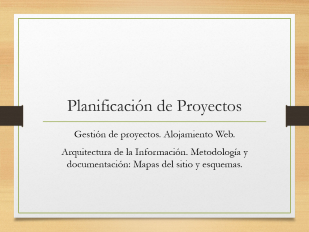 Planificación de Proyectos
Gestión de proyectos. Alojamiento Web.
Arquitectura de la Información. Metodología y
documentación: Mapas del sitio y esquemas.